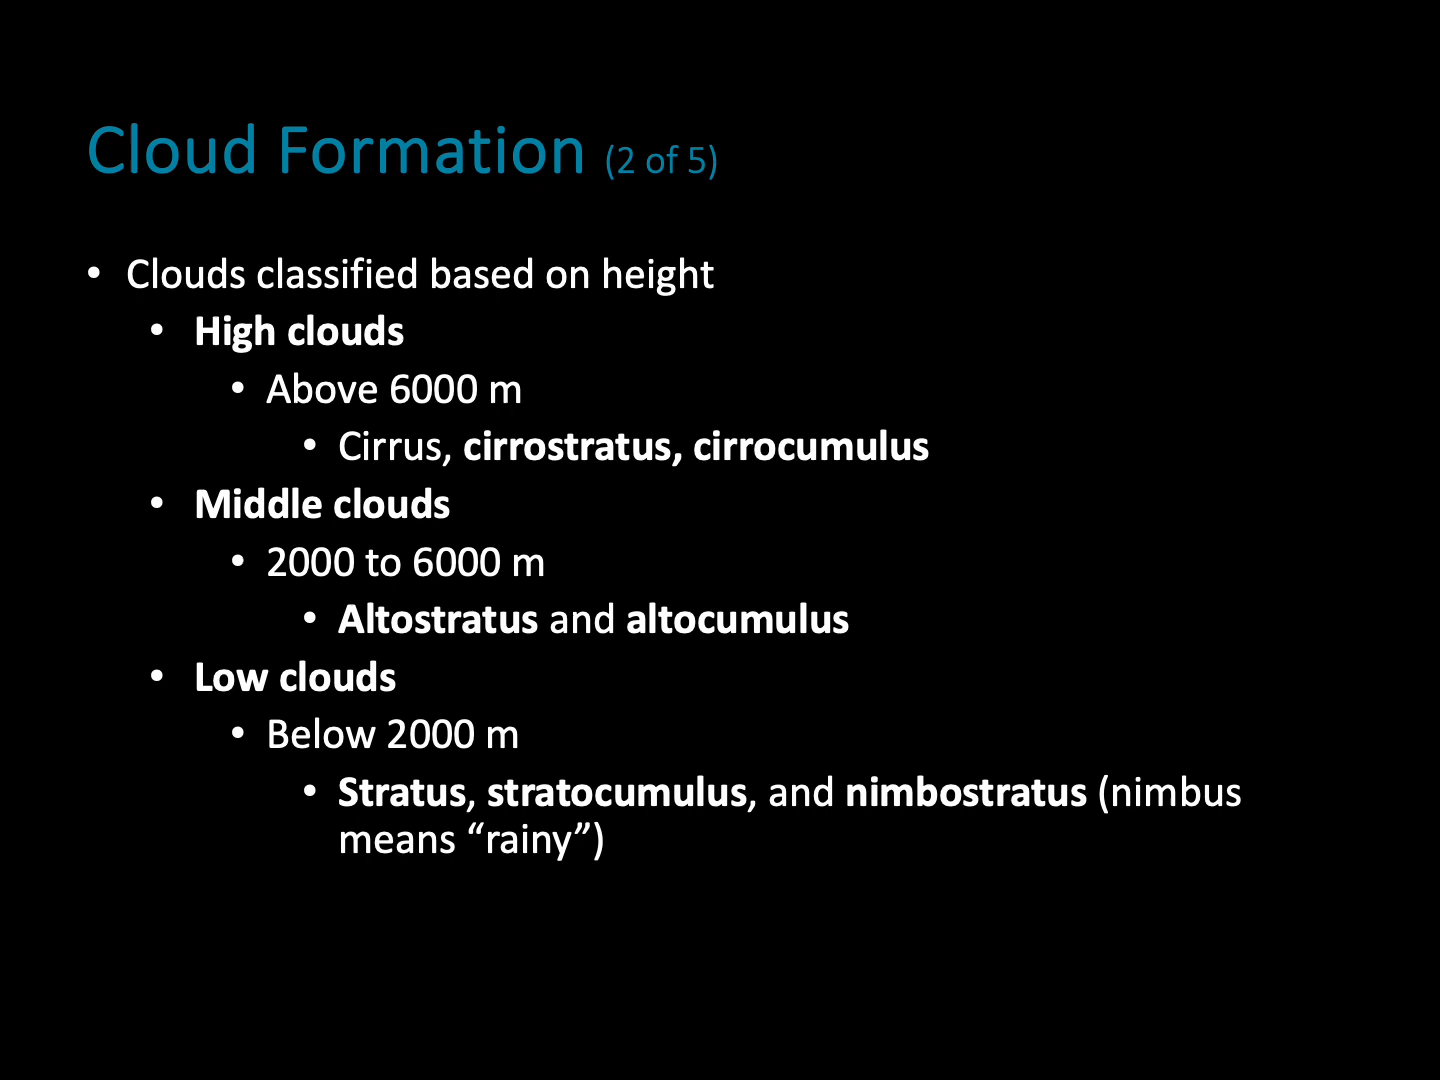 Cloud Formation (2 of 5)
• Clouds classified based on height
• High clouds
• Above 6000 m
• Cirrus, cirrostratus, cirrocumulus
• Middle clouds
• 2000 to 6000 m
• Altostratus and altocumulus
• Low clouds
• Below 2000 m
• Stratus, stratocumulus, and nimbostratus (nimbus
means “rainy”)